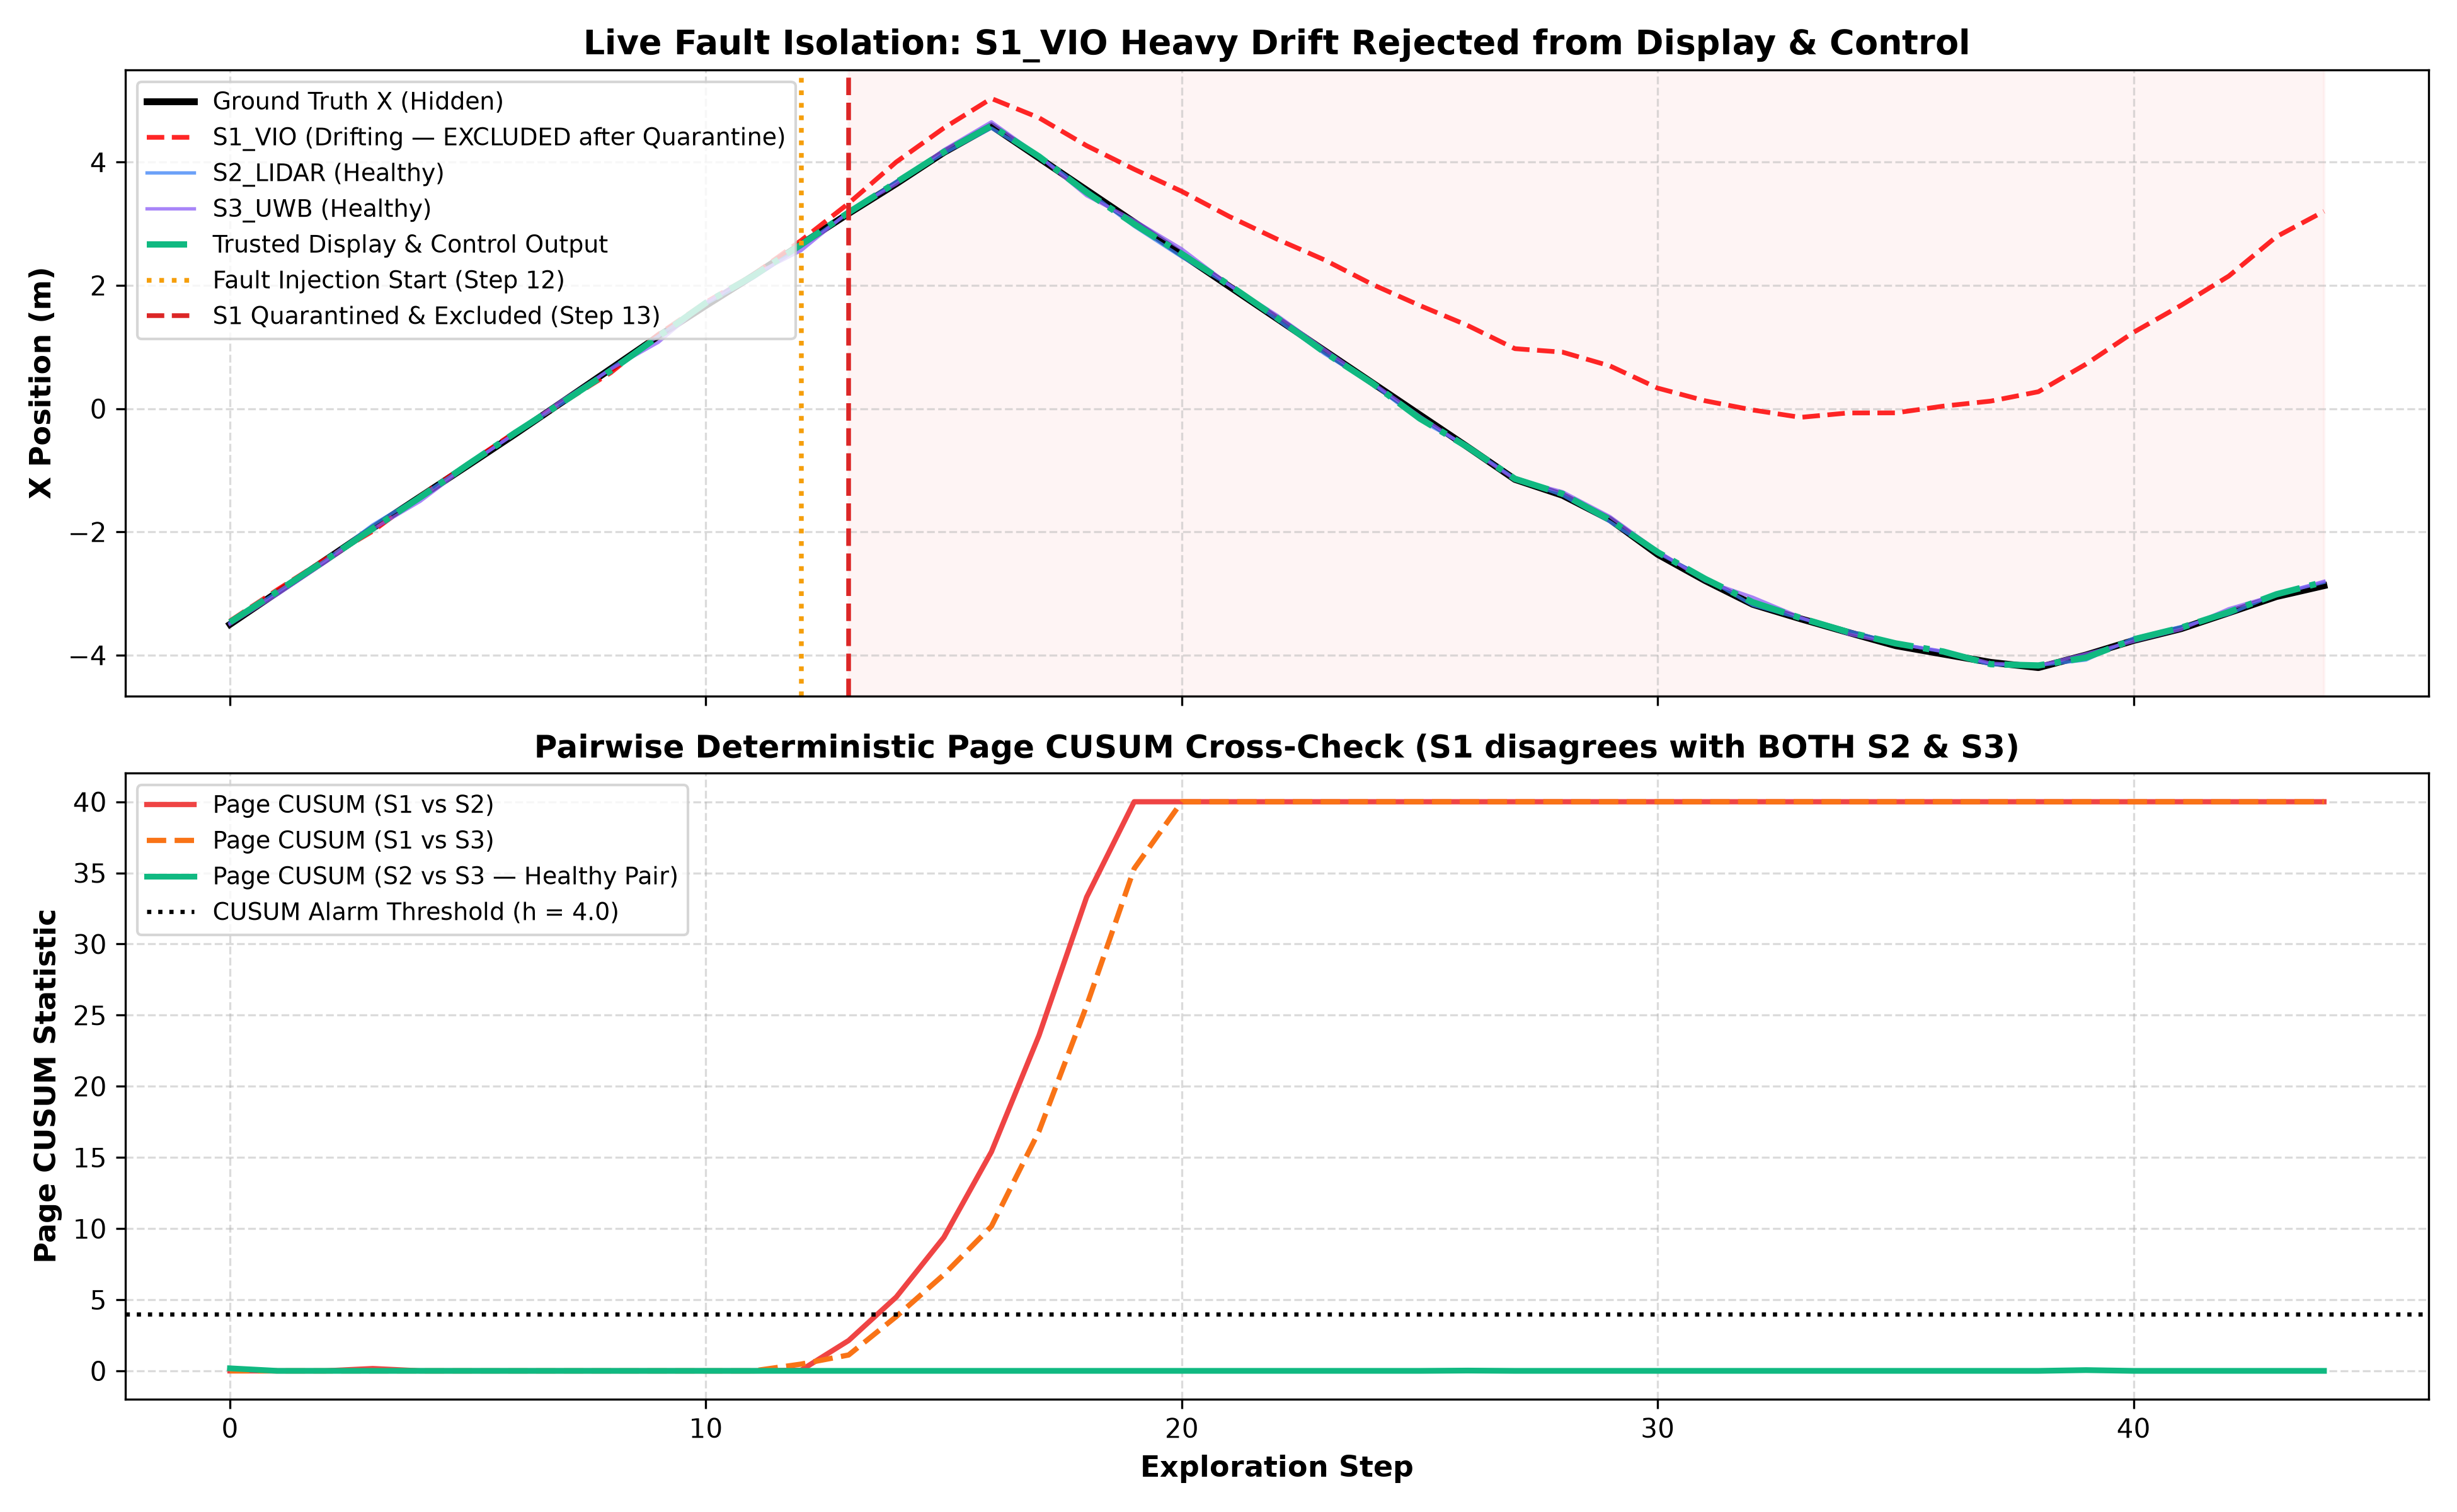 Live Fault Isolation: S1_VIO Heavy Drift Rejected from Display & Control
Ground Truth X (Hidden)
S1_VIO (Drifting — EXCLUDED after Quarantine)
S2_LIDAR (Healthy)
S3_UWB (Healthy)
Trusted Display & Control Output
Fault Injection Start (Step 12)
S1 Quarantined & Excluded (Step 13)
X Position (m)
4
2
0
−2
−4
Pairwise Deterministic Page CUSUM Cross-Check (S1 disagrees with BOTH S2 & S3)
Page CUSUM (S1 vs S2)
Page CUSUM (S1 vs S3)
Page CUSUM (S2 vs S3 — Healthy Pair)
CUSUM Alarm Threshold (h = 4.0)
Page CUSUM Statistic
40
35
30
25
20
15
10
5
0
0 10 20 30 40
Exploration Step